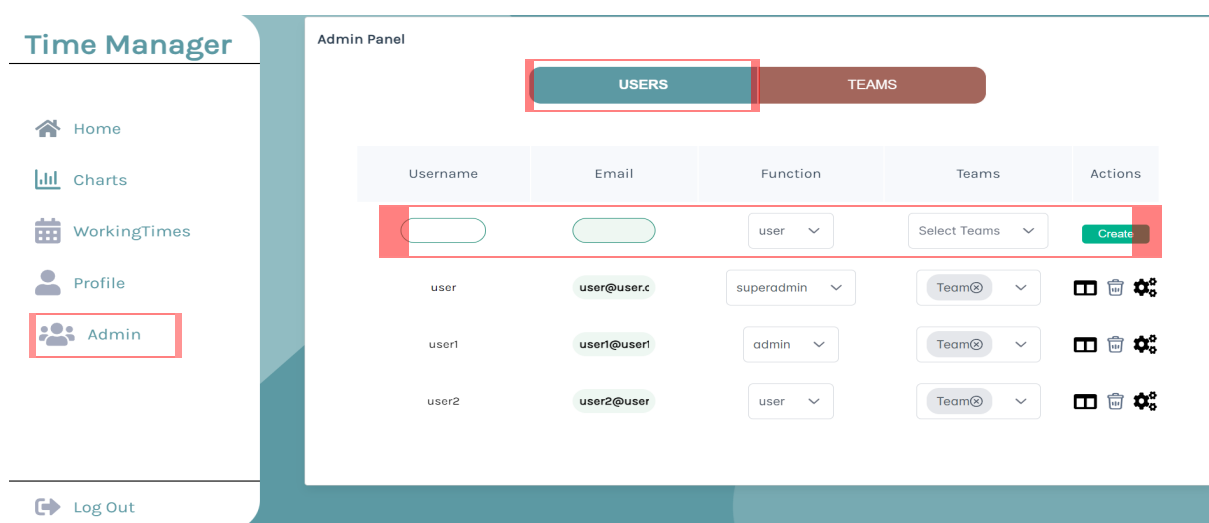 Time Manager
Home
Charts
WorkingTimes
Profile
Admin
Log Out
Admin Panel
USERS TEAMS
Username Email Function Teams Actions
user Select Teams Create
user user@user.c superadmin Team
user1 user1@user1 admin Team
user2 user2@user user Team